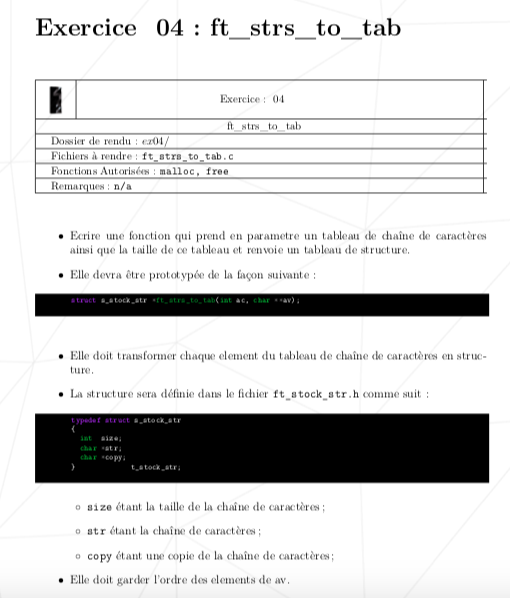 Exercice 04 : ft_strs_to_tab
Exercice : 04
ft_strs_to_tab
Dossier de rendu : ex04/
Fichiers à rendre : ft_strs_to_tab.c
Fonctions Autorisées : malloc, free
Remarques : n/a
• Ecrire une fonction qui prend en parametre un tableau de chaîne de caractères
ainsi que la taille de ce tableau et renvoie un tableau de structure.
• Elle devra être prototypée de la façon suivante :
struct s_stock_str *ft_strs_to_tab(int ac, char **av);
• Elle doit transformer chaque element du tableau de chaîne de caractères en struc-
ture.
• La structure sera définie dans le fichier ft_stock_str.h comme suit :
typedef struct s_stock_str
{
int size;
char *str;
char *copy;
} t_stock_str;
◦ size étant la taille de la chaîne de caractères ;
◦ str étant la chaîne de caractères ;
◦ copy étant une copie de la chaîne de caractères ;
• Elle doit garder l'ordre des elements de av.